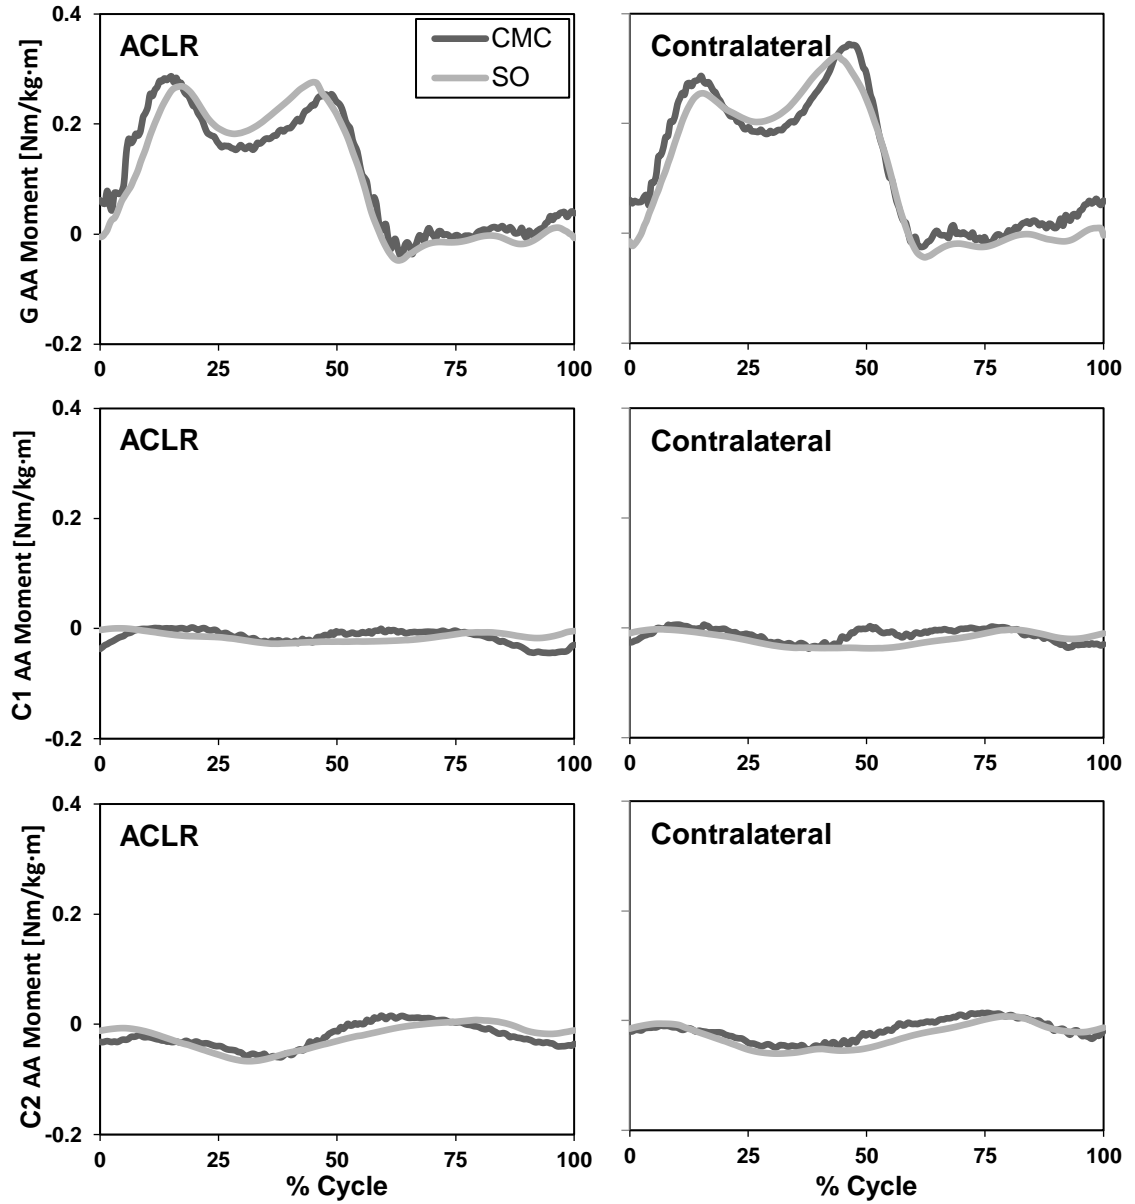 G AA Moment [Nm/kg·m]
0.4
0.2
0
-0.2
ACLR
CMC
SO
0 25 50 75 100
Contralateral
0 25 50 75 100
C1 AA Moment [Nm/kg·m]
0.4
0.2
0
-0.2
ACLR
0 25 50 75 100
Contralateral
0 25 50 75 100
C2 AA Moment [Nm/kg·m]
0.4
0.2
0
-0.2
ACLR
0 25 50 75 100
% Cycle
Contralateral
0 25 50 75 100
% Cycle